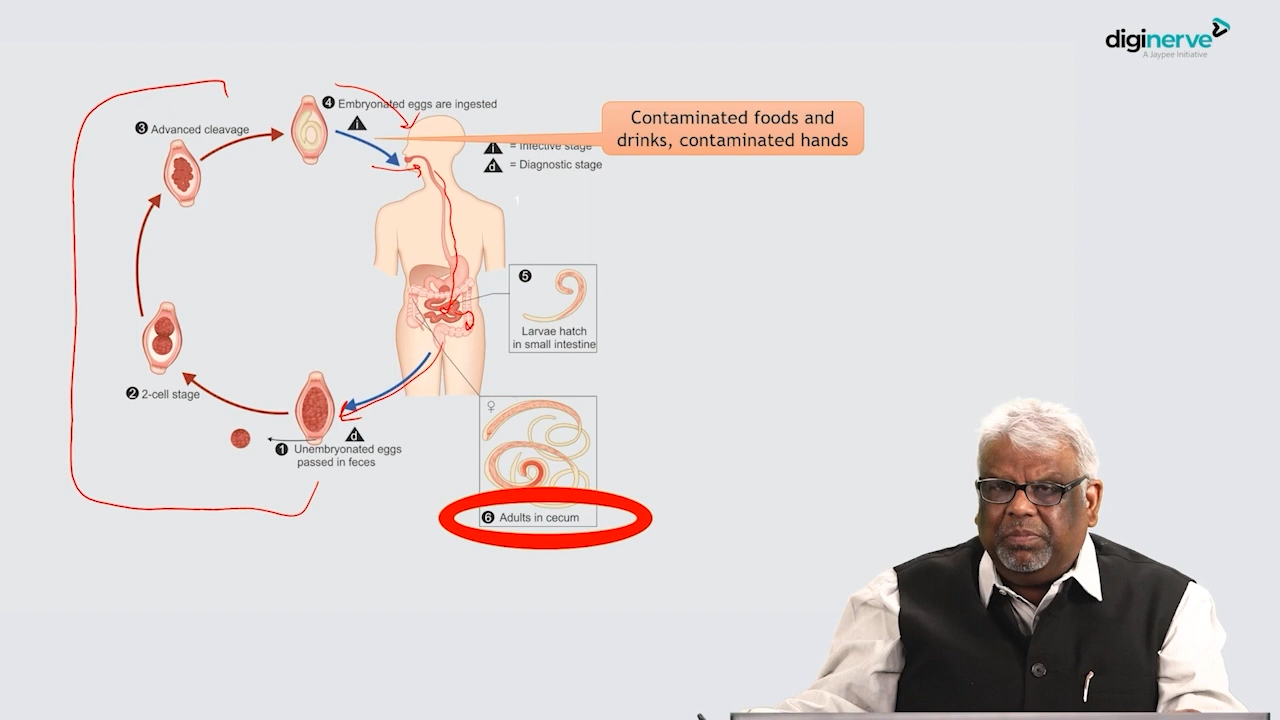 diginerve
A Jaypee Initiative
4 Embryonated eggs are ingested
i
Contaminated foods and
drinks, contaminated hands
3 Advanced cleavage
i = Infective stage
d = Diagnostic stage
5
Larvae hatch
in small intestine
2 2-cell stage
♀
d
1 Unembryonated eggs
passed in feces
6 Adults in cecum